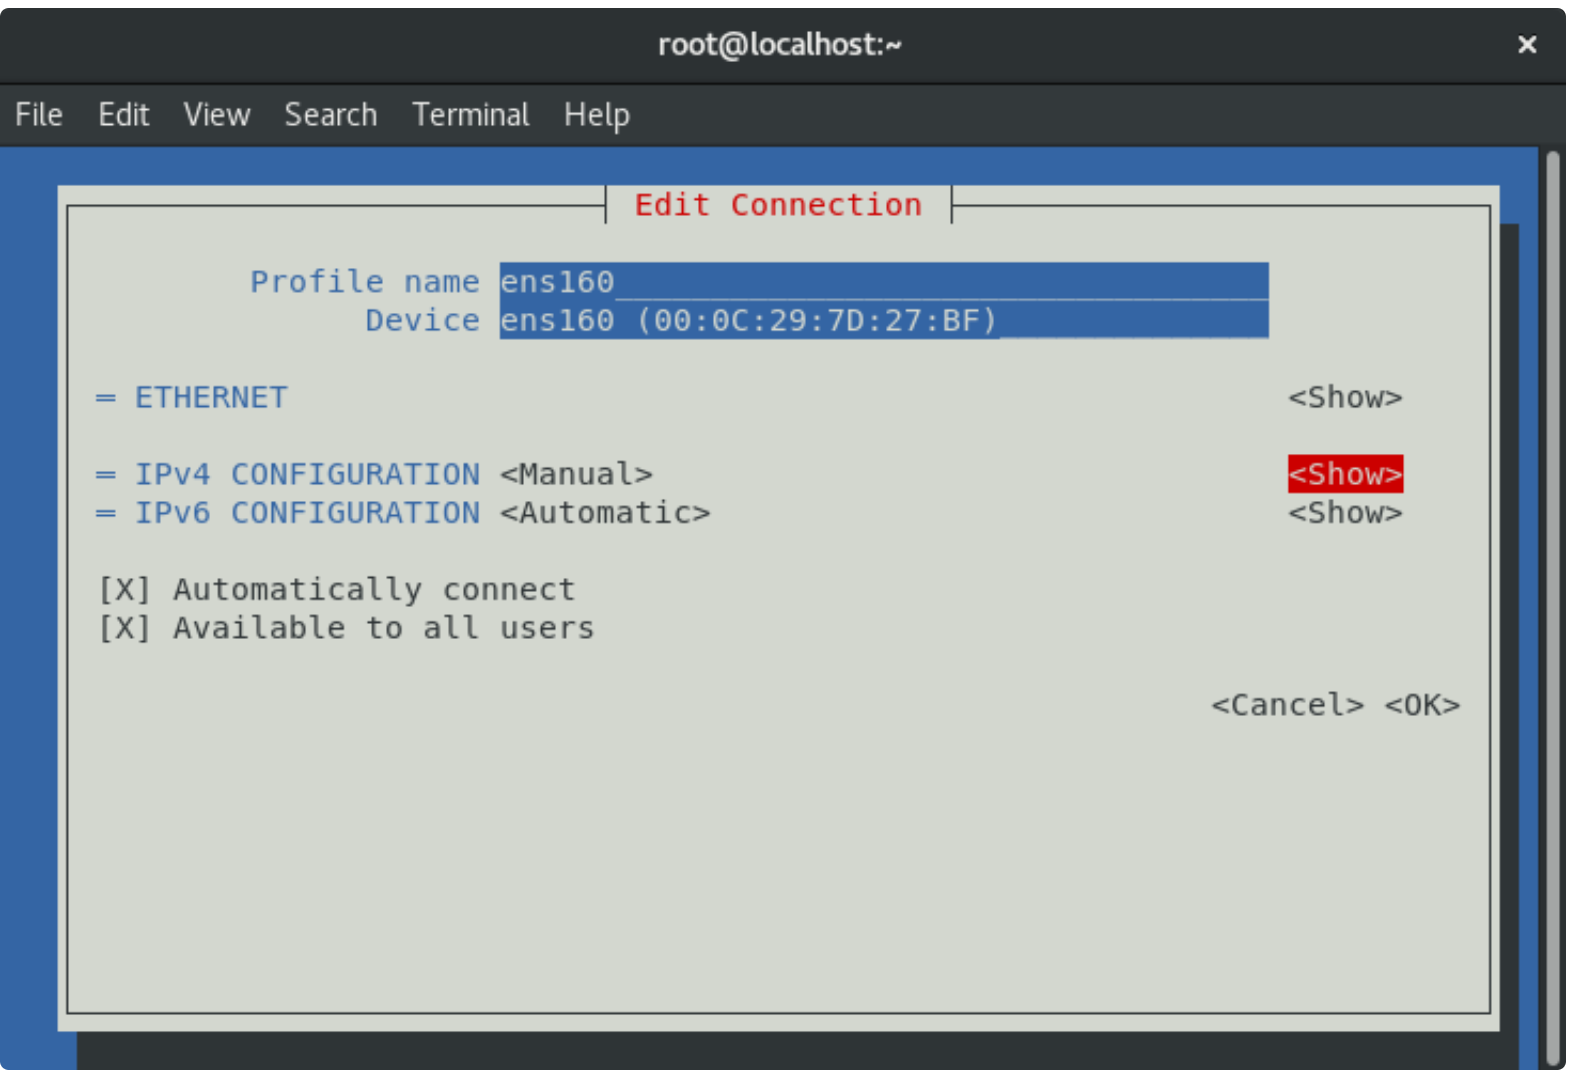 root@localhost:~ ×
File Edit View Search Terminal Help
Edit Connection
Profile name ens160
Device ens160 (00:0C:29:7D:27:BF)
= ETHERNET <Show>
= IPv4 CONFIGURATION <Manual> <Show>
= IPv6 CONFIGURATION <Automatic> <Show>
[X] Automatically connect
[X] Available to all users
<Cancel> <OK>